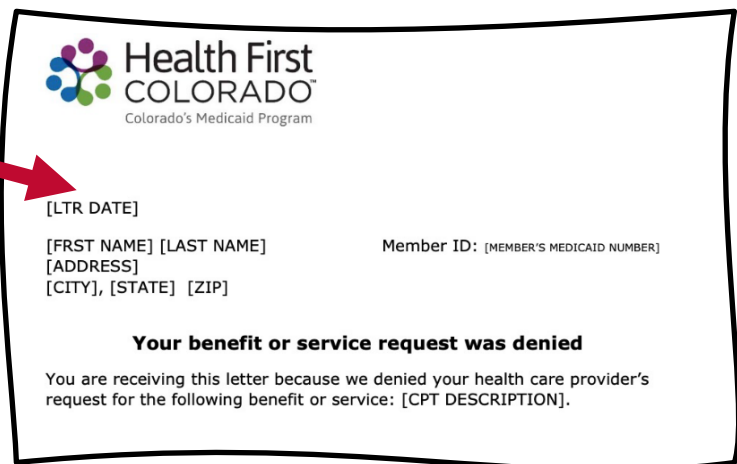 Health First
COLORADO™
Colorado's Medicaid Program
[LTR DATE]
[FRST NAME] [LAST NAME] Member ID: [MEMBER'S MEDICAID NUMBER]
[ADDRESS]
[CITY], [STATE] [ZIP]
Your benefit or service request was denied
You are receiving this letter because we denied your health care provider's
request for the following benefit or service: [CPT DESCRIPTION].